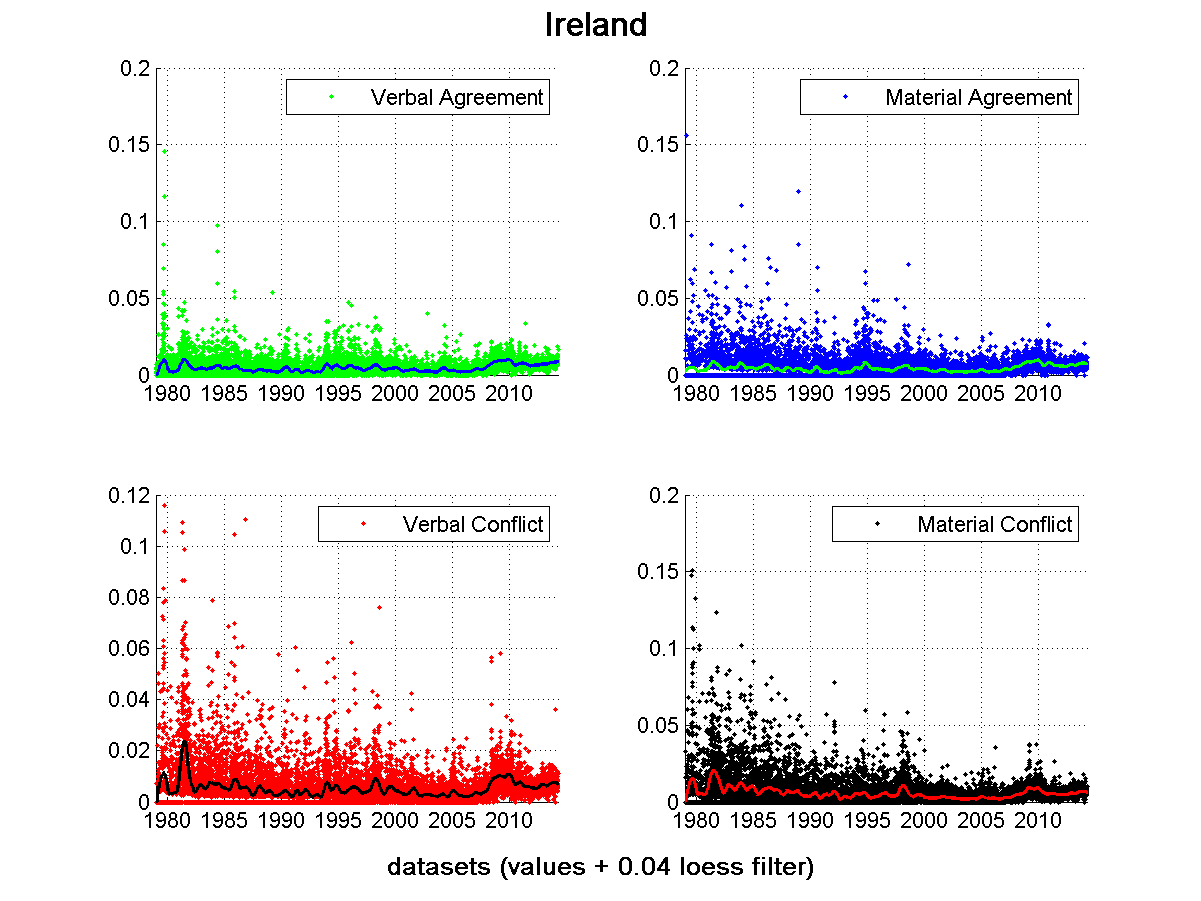 Ireland
0.2
0.15
0.1
0.05
0
Verbal Agreement
1980 1985 1990 1995 2000 2005 2010
0.2
0.15
0.1
0.05
0
Material Agreement
1980 1985 1990 1995 2000 2005 2010
0.12
0.1
0.08
0.06
0.04
0.02
0
Verbal Conflict
1980 1985 1990 1995 2000 2005 2010
0.2
0.15
0.1
0.05
0
Material Conflict
1980 1985 1990 1995 2000 2005 2010
datasets (values + 0.04 loess filter)